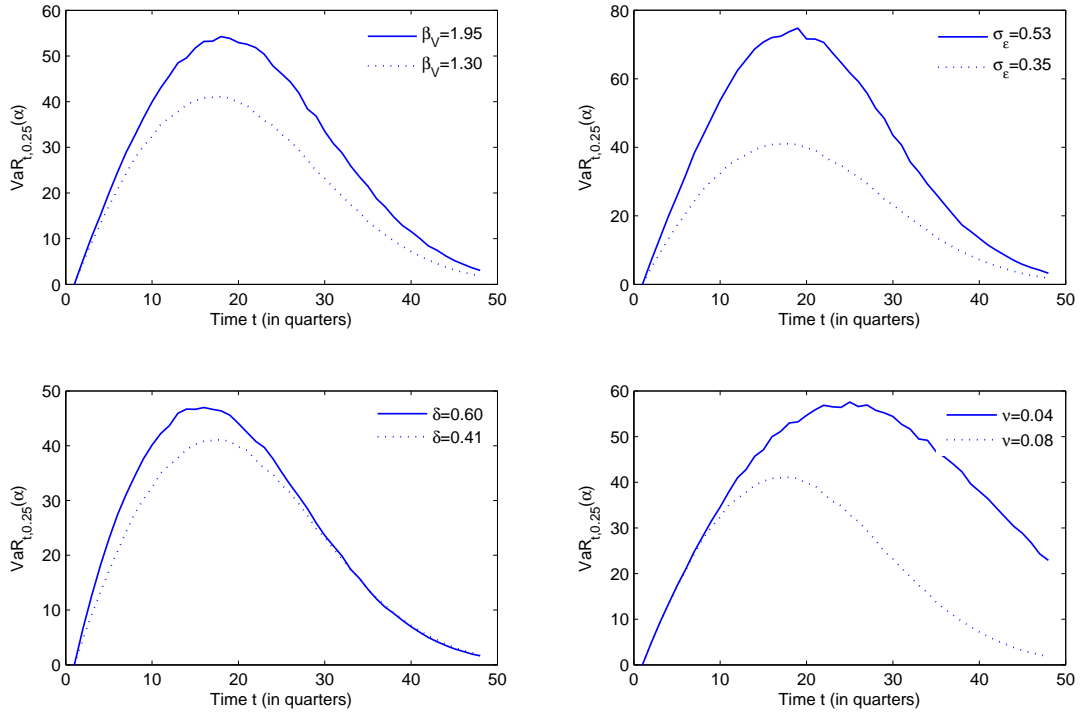 60
50
40
30
20
10
0
VaR_{t,0.25}(α)
β_V=1.95
β_V=1.30
0 10 20 30 40 50
Time t (in quarters)
80
60
40
20
0
VaR_{t,0.25}(α)
σ_ε=0.53
σ_ε=0.35
0 10 20 30 40 50
Time t (in quarters)
50
40
30
20
10
0
VaR_{t,0.25}(α)
δ=0.60
δ=0.41
0 10 20 30 40 50
Time t (in quarters)
60
50
40
30
20
10
0
VaR_{t,0.25}(α)
ν=0.04
ν=0.08
0 10 20 30 40 50
Time t (in quarters)